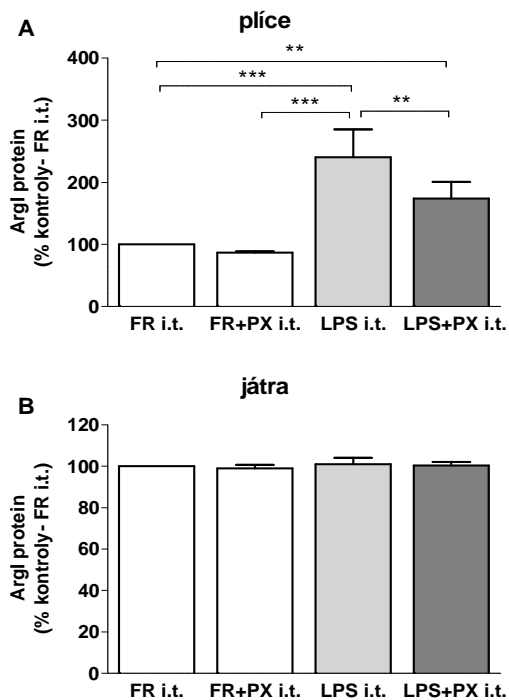 A
plíce
**
***
***
**
400
300
200
100
0
ArgI protein
(% kontroly- FR i.t.)
FR i.t. FR+PX i.t. LPS i.t. LPS+PX i.t.
B
játra
120
100
80
60
40
20
0
ArgI protein
(% kontroly- FR i.t.)
FR i.t. FR+PX i.t. LPS i.t. LPS+PX i.t.